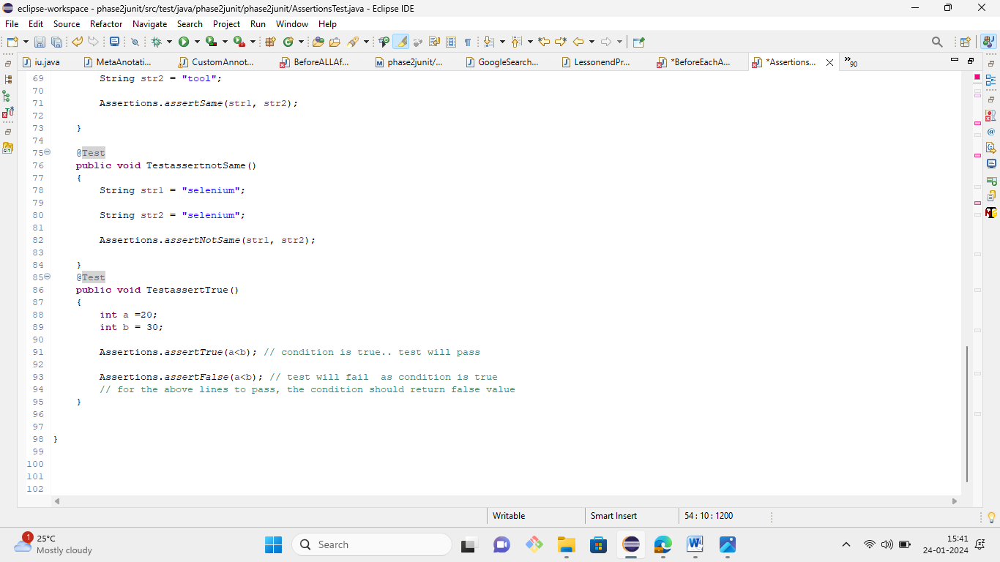 eclipse-workspace - phase2junit/src/test/java/phase2junit/phase2junit/AssertionsTest.java - Eclipse IDE
File Edit Source Refactor Navigate Search Project Run Window Help
iu.java MetaAnotati... CustomAnnot... BeforeALLAf... phase2junit/... GoogleSearch... LessonendPr... *BeforeEachA... *Assertions... »90
69 String str2 = "tool";
70
71 Assertions.assertSame(str1, str2);
72
73 }
74
75 @Test
76 public void TestassertnotSame()
77 {
78 String str1 = "selenium";
79
80 String str2 = "selenium";
81
82 Assertions.assertNotSame(str1, str2);
83
84 }
85 @Test
86 public void TestassertTrue()
87 {
88 int a =20;
89 int b = 30;
90
91 Assertions.assertTrue(a<b); // condition is true.. test will pass
92
93 Assertions.assertFalse(a<b); // test will fail  as condition is true
94 // for the above lines to pass, the condition should return false value
95 }
96
97
98 }
99
100
101
102
Writable Smart Insert 54 : 10 : 1200
1 25°C
Mostly cloudy
Search
15:41
24-01-2024